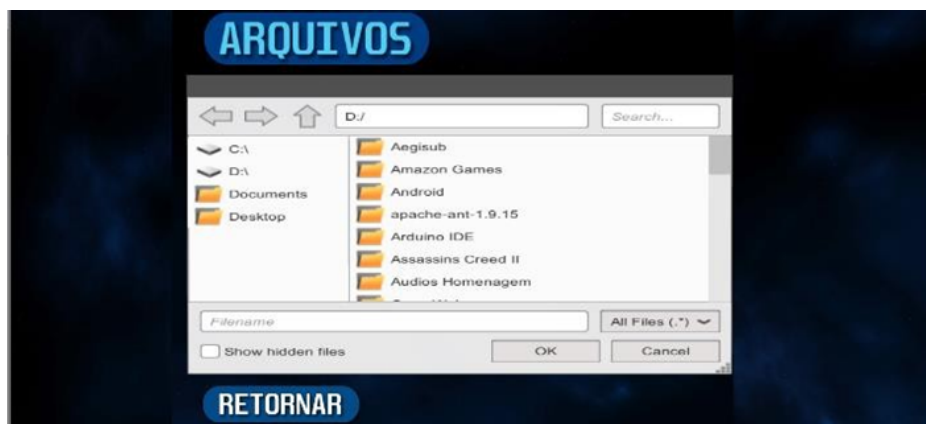 ARQUIVOS
D:/
Search...
C:\
D:\
Documents
Desktop
Aegisub
Amazon Games
Android
apache-ant-1.9.15
Arduino IDE
Assassins Creed II
Audios Homenagem
Filename
All Files (.*)
Show hidden files
OK
Cancel
RETORNAR